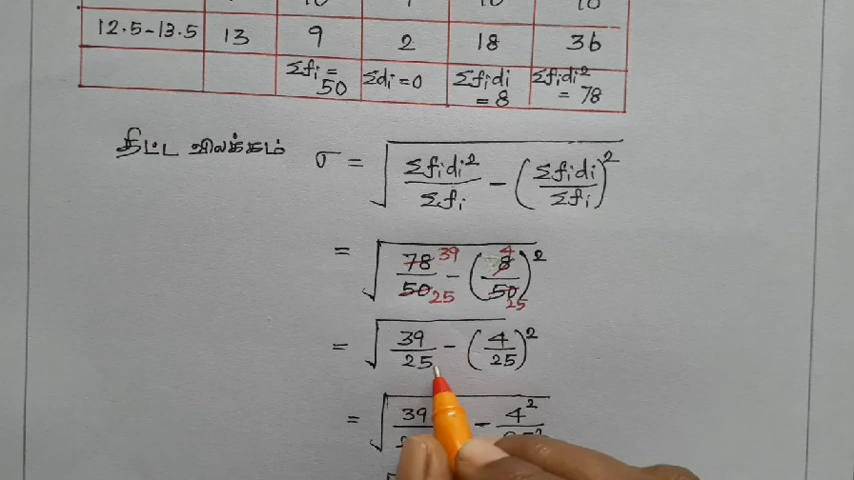 12.5-13.5 13 9 2 18 36
Σfi = 50 Σdi = 0 Σfidi = 8 Σfidi² = 78
திட்ட விலக்கம் σ = √(Σfidi²/Σfi - (Σfidi/Σfi)²)
= √(78/50 39/25 - (8/50 4/25)²)
= √(39/25 - (4/25)²)
= √(39 - 4²